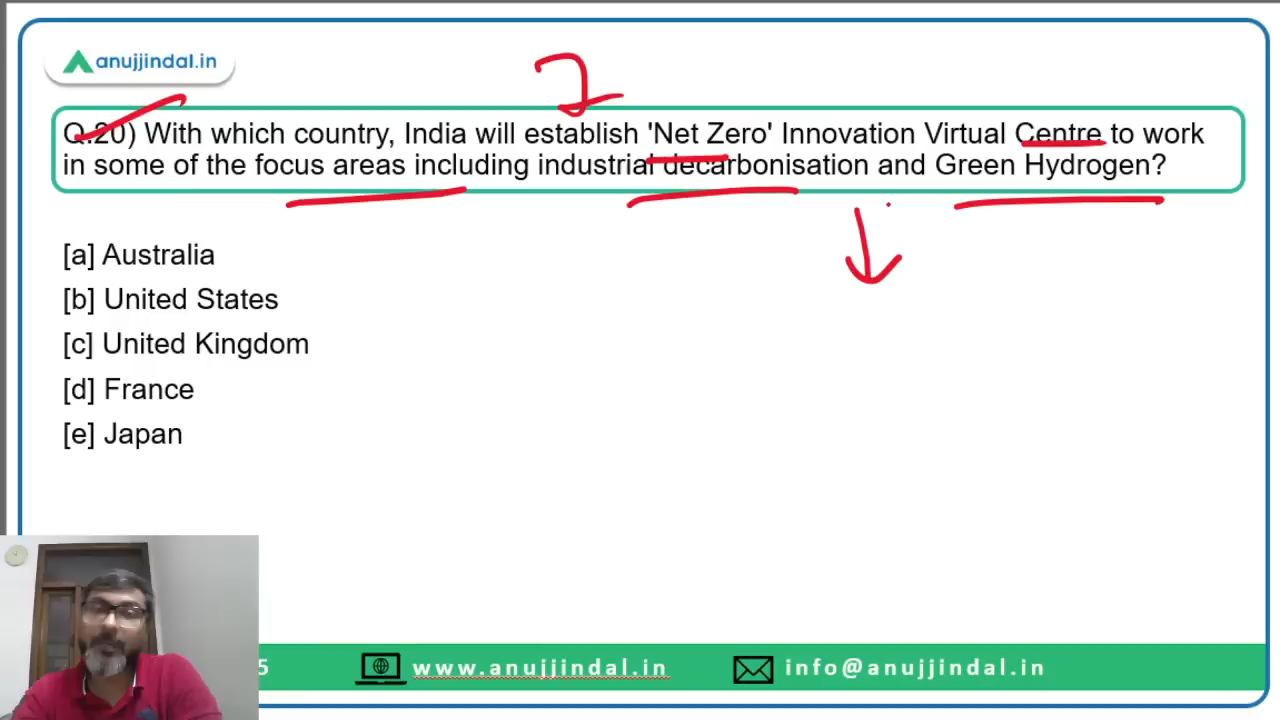 anujjindal.in
Q.20) With which country, India will establish 'Net Zero' Innovation Virtual Centre to work
in some of the focus areas including industrial decarbonisation and Green Hydrogen?
[a] Australia
[b] United States
[c] United Kingdom
[d] France
[e] Japan
5 www.anujjindal.in info@anujjindal.in